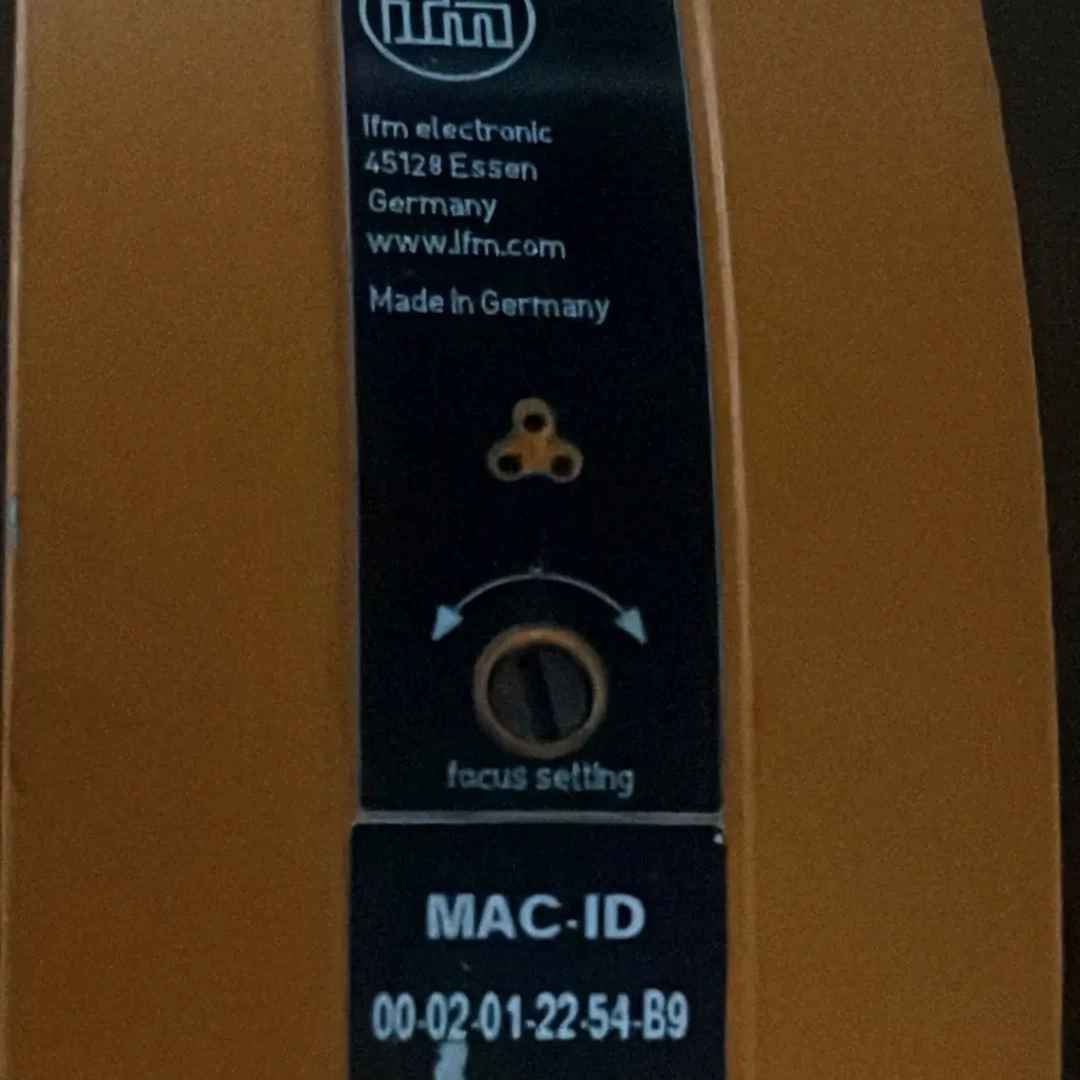 ifm
ifm electronic
45128 Essen
Germany
www.ifm.com
Made in Germany
focus setting
MAC-ID
00-02-01-22-54-B9